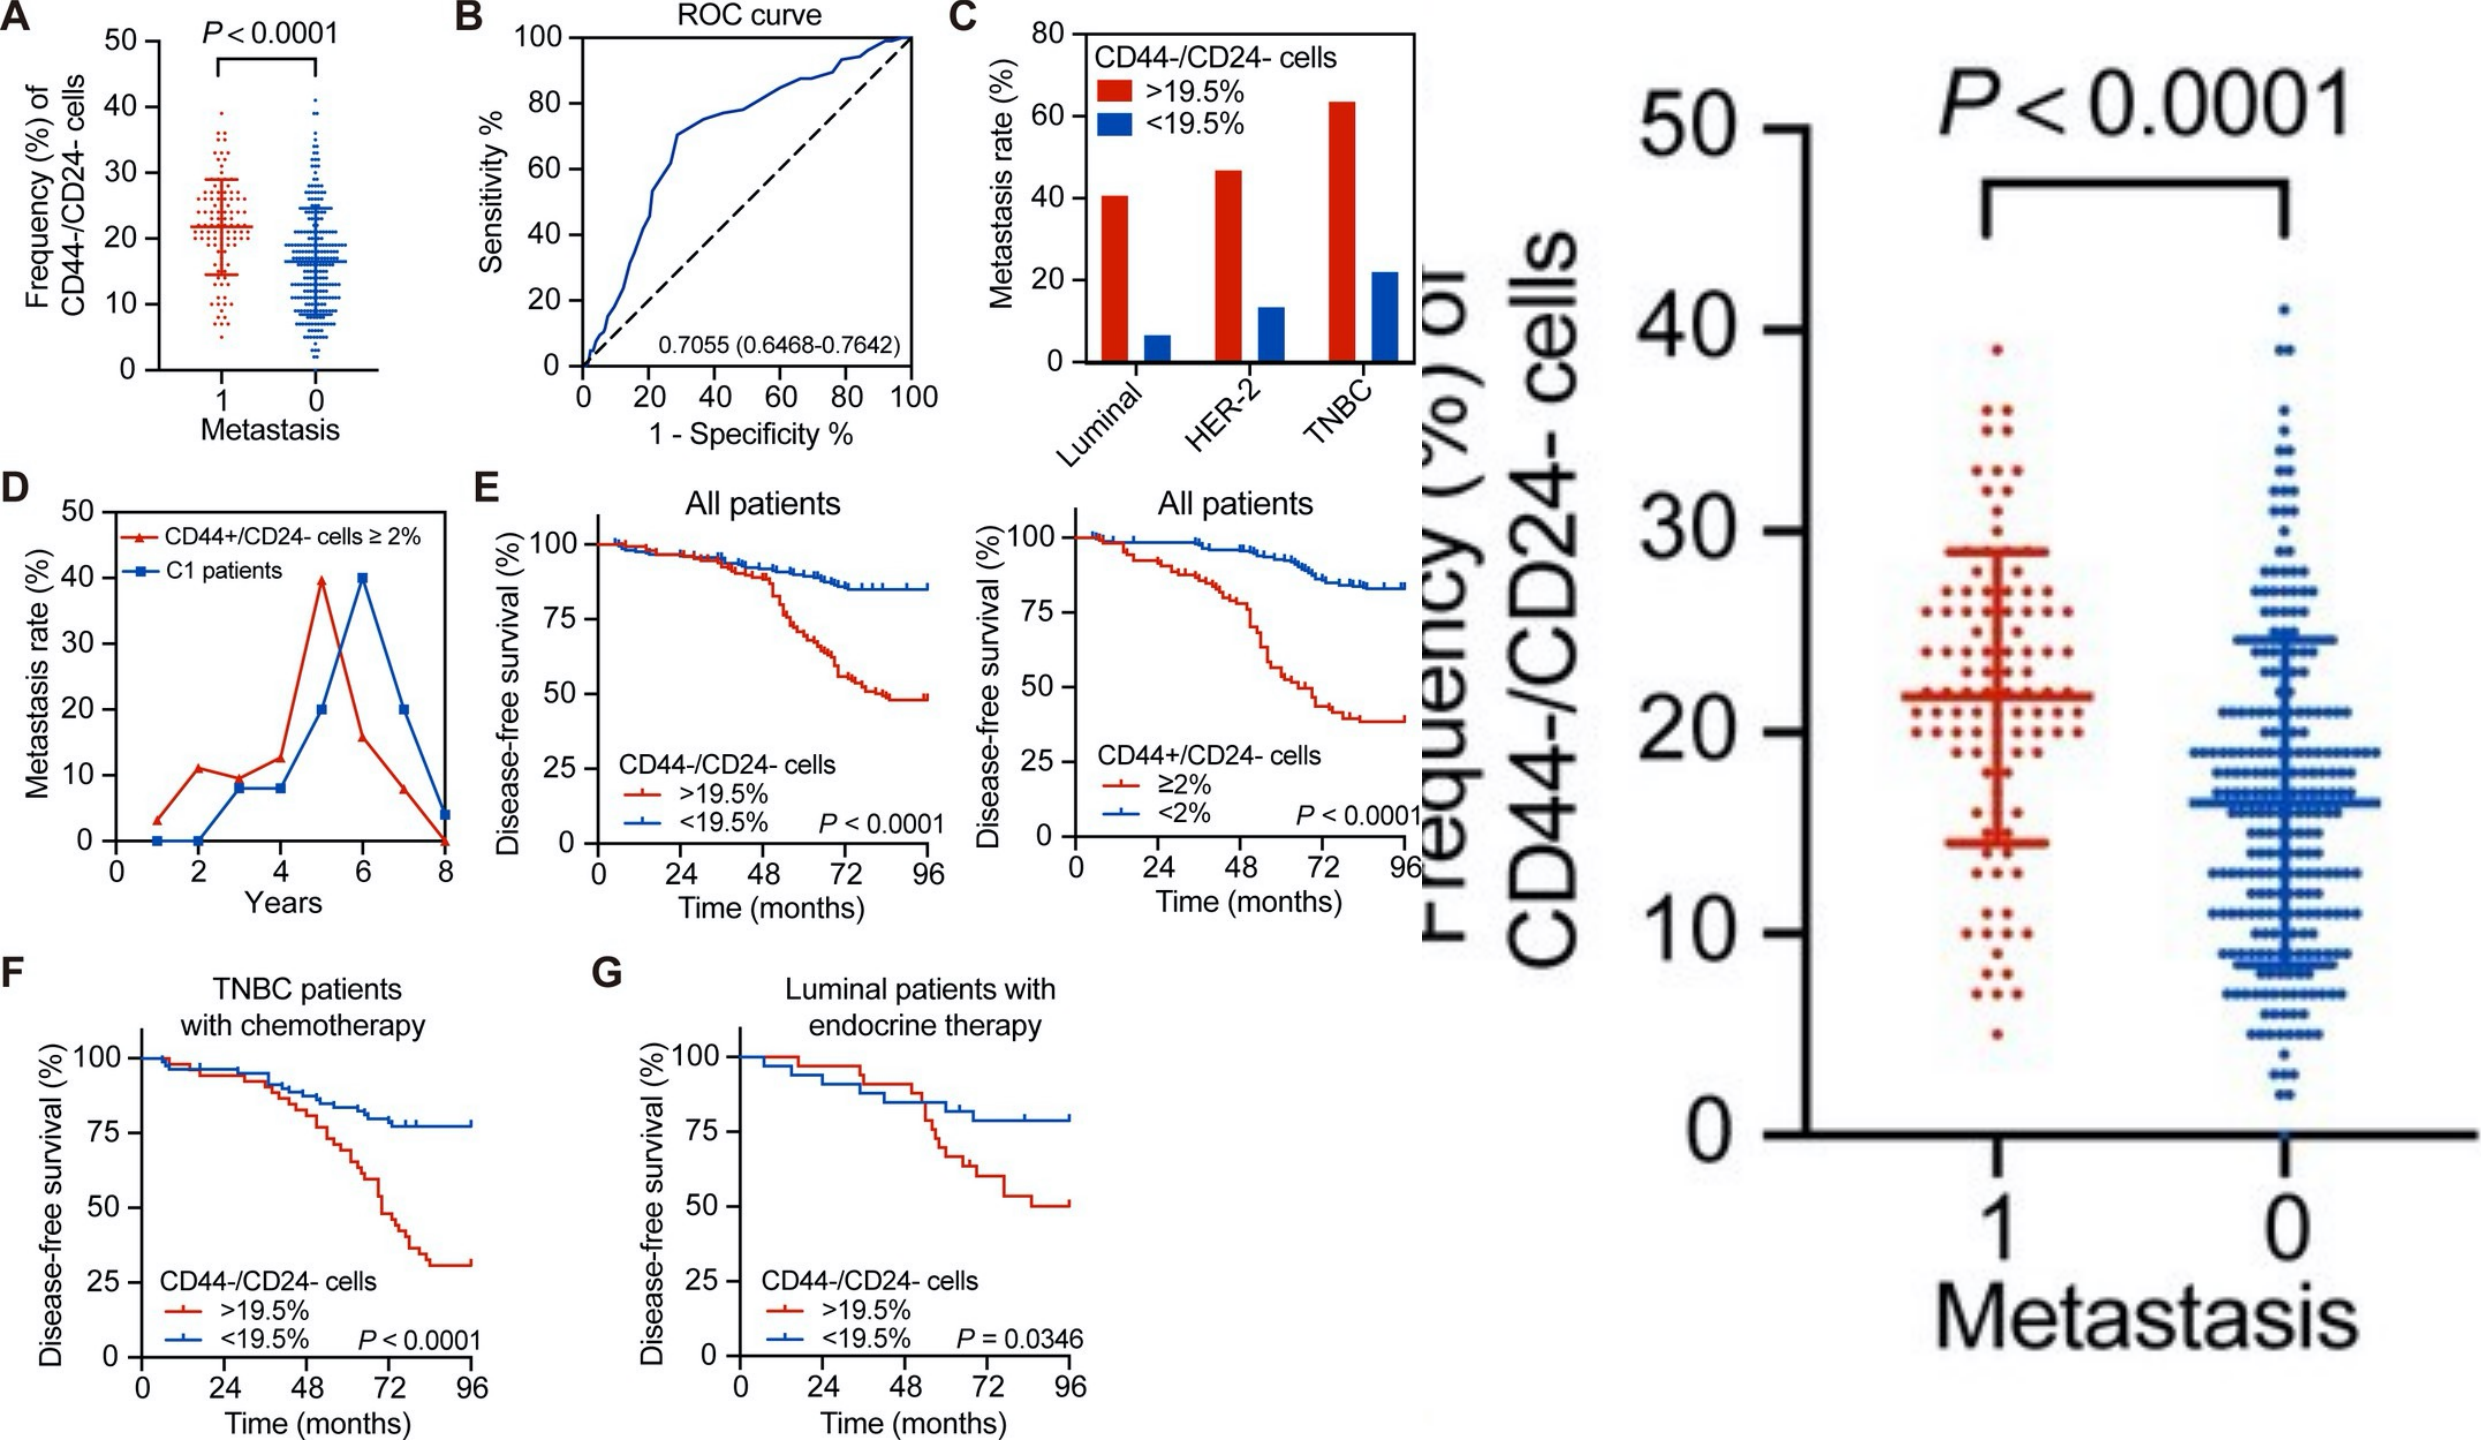 A
P < 0.0001
Frequency (%) of
CD44-/CD24- cells
50
40
30
20
10
0
1
0
Metastasis
B
ROC curve
Sensitivity %
100
80
60
40
20
0
0.7055 (0.6468-0.7642)
0 20 40 60 80 100
1 - Specificity %
C
Metastasis rate (%)
80
60
40
20
0
CD44-/CD24- cells
>19.5%
<19.5%
Luminal
HER-2
TNBC
D
Metastasis rate (%)
50
40
30
20
10
0
CD44+/CD24- cells ≥ 2%
C1 patients
0 2 4 6 8
Years
E
All patients
Disease-free survival (%)
100
75
50
25
0
CD44-/CD24- cells
>19.5%
<19.5%
P < 0.0001
0 24 48 72 96
Time (months)
All patients
Disease-free survival (%)
100
75
50
25
0
CD44+/CD24- cells
≥2%
<2%
P < 0.0001
0 24 48 72 96
Time (months)
F
TNBC patients
with chemotherapy
Disease-free survival (%)
100
75
50
25
0
CD44-/CD24- cells
>19.5%
<19.5%
P < 0.0001
0 24 48 72 96
Time (months)
G
Luminal patients with
endocrine therapy
Disease-free survival (%)
100
75
50
25
0
CD44-/CD24- cells
>19.5%
<19.5%
P = 0.0346
0 24 48 72 96
Time (months)
P < 0.0001
Frequency (%) of
CD44-/CD24- cells
50
40
30
20
10
0
1
0
Metastasis